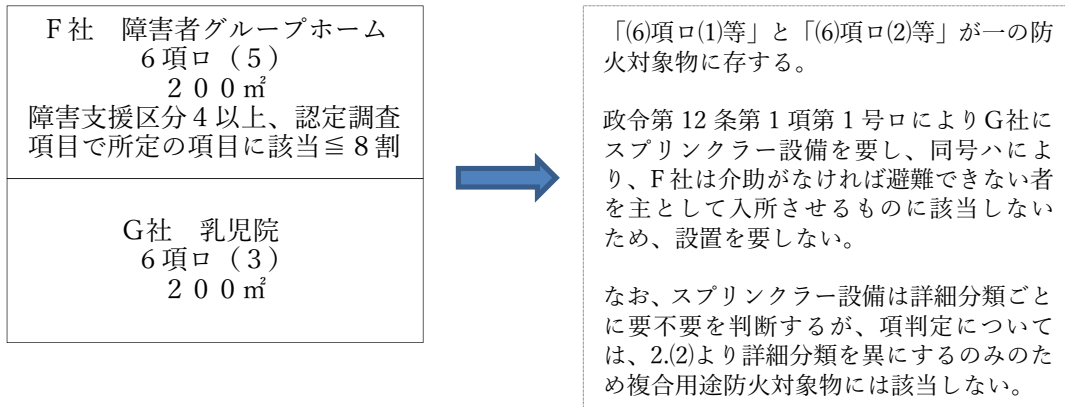 F社 障害者グループホーム
6項ロ(5)
200㎡
障害支援区分4以上、認定調査
項目で所定の項目に該当≦8割
G社 乳児院
6項ロ(3)
200㎡
「⑹項ロ⑴等」と「⑹項ロ⑵等」が一の防
火対象物に存する。
政令第 12 条第 1 項第 1 号ロによりG社に
スプリンクラー設備を要し、同号ハによ
り、F 社は介助がなければ避難できない者
を主として入所させるものに該当しない
ため、設置を要しない。
なお、スプリンクラー設備は詳細分類ごと
に要不要を判断するが、項判定について
は、2.⑵より詳細分類を異にするのみのた
め複合用途防火対象物には該当しない。